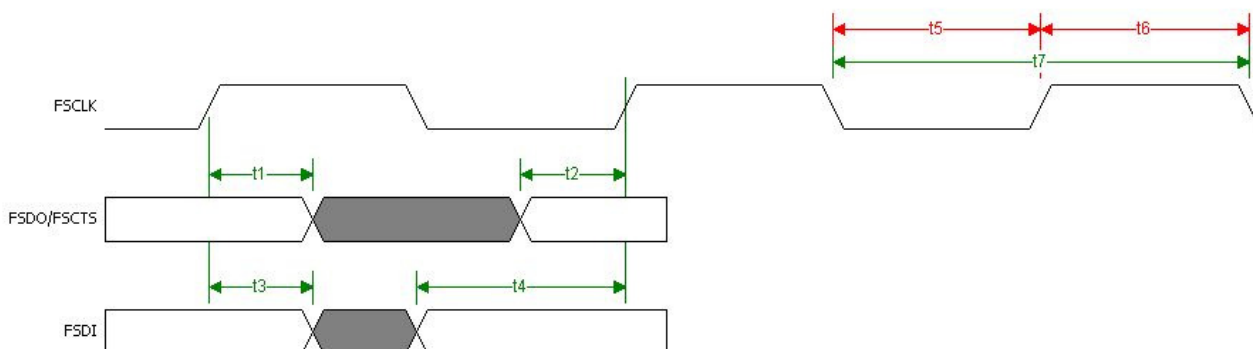 t5 t6
t7
FSCLK
t1 t2
FSDO/FSCTS
t3 t4
FSDI